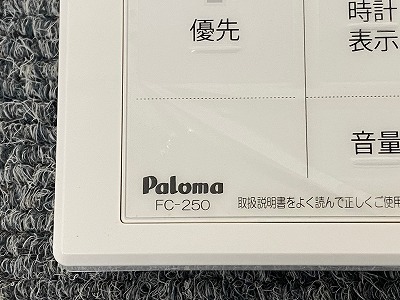 優先
時計
表示
音量
Paloma
FC-250
取扱説明書をよく読んで正しくご使用